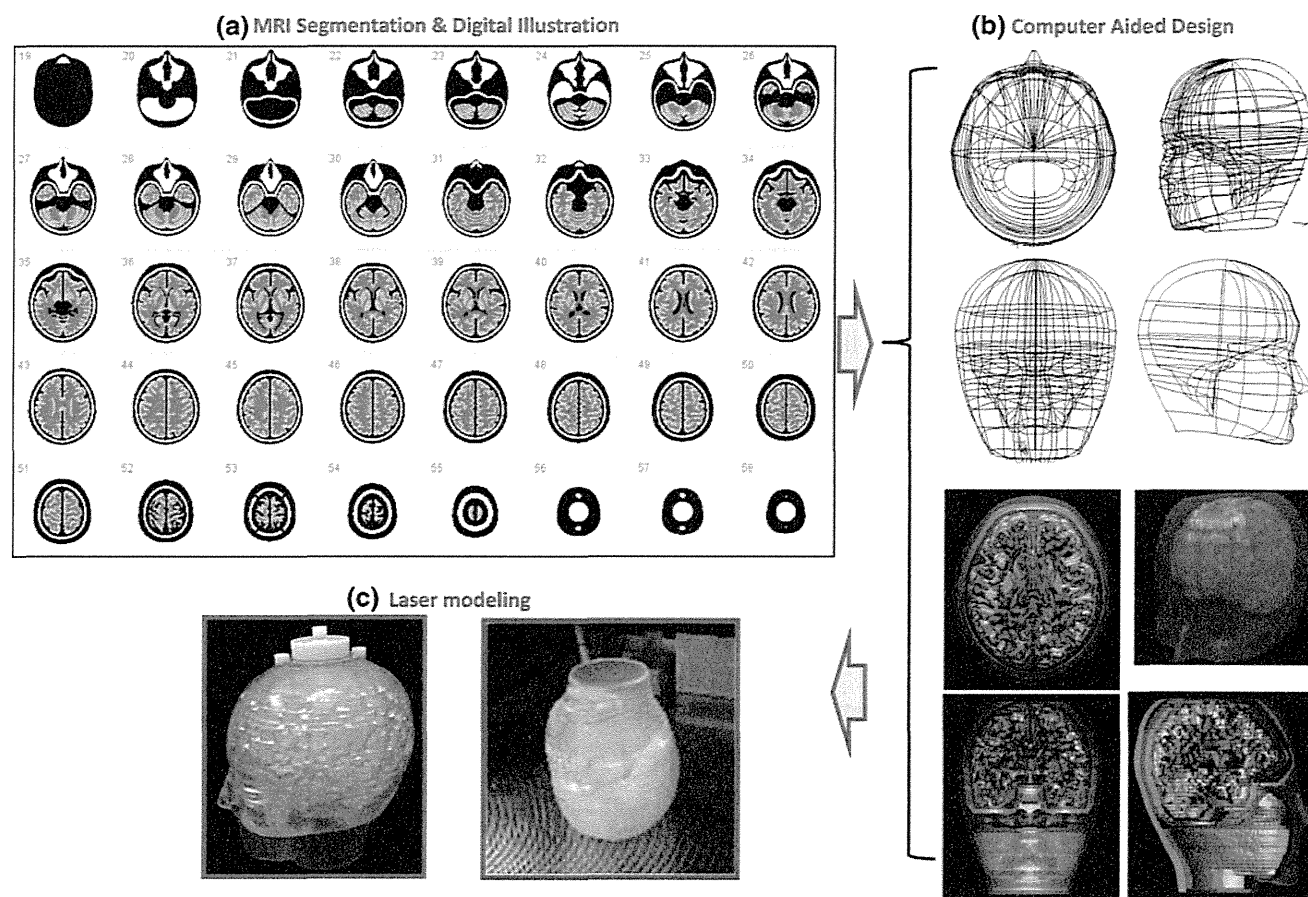 (a) MRI Segmentation & Digital Illustration
19 20 21 22 23 24 25 26
27 28 29 30 31 32 33 34
35 36 37 38 39 40 41 42
43 44 45 46 47 48 49 50
51 52 53 54 55 56 57 58
(b) Computer Aided Design
(c) Laser modeling